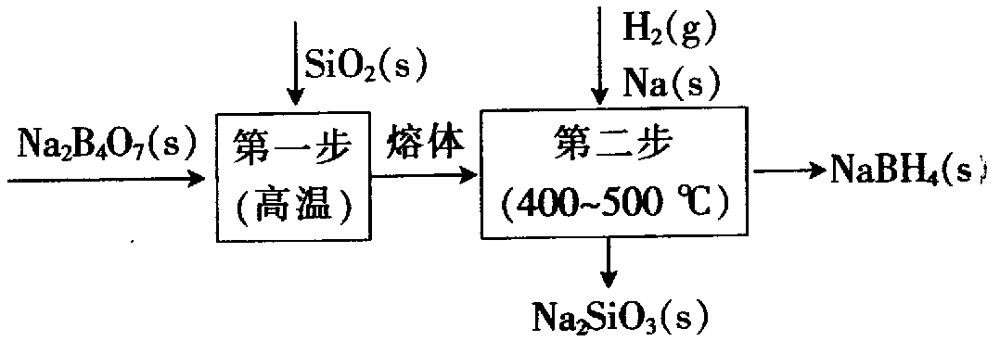 H₂(g)
SiO₂(s)
Na(s)
Na₂B₄O₇(s)
第一步
(高温)
熔体
第二步
(400~500 ℃)
NaBH₄(s)
Na₂SiO₃(s)